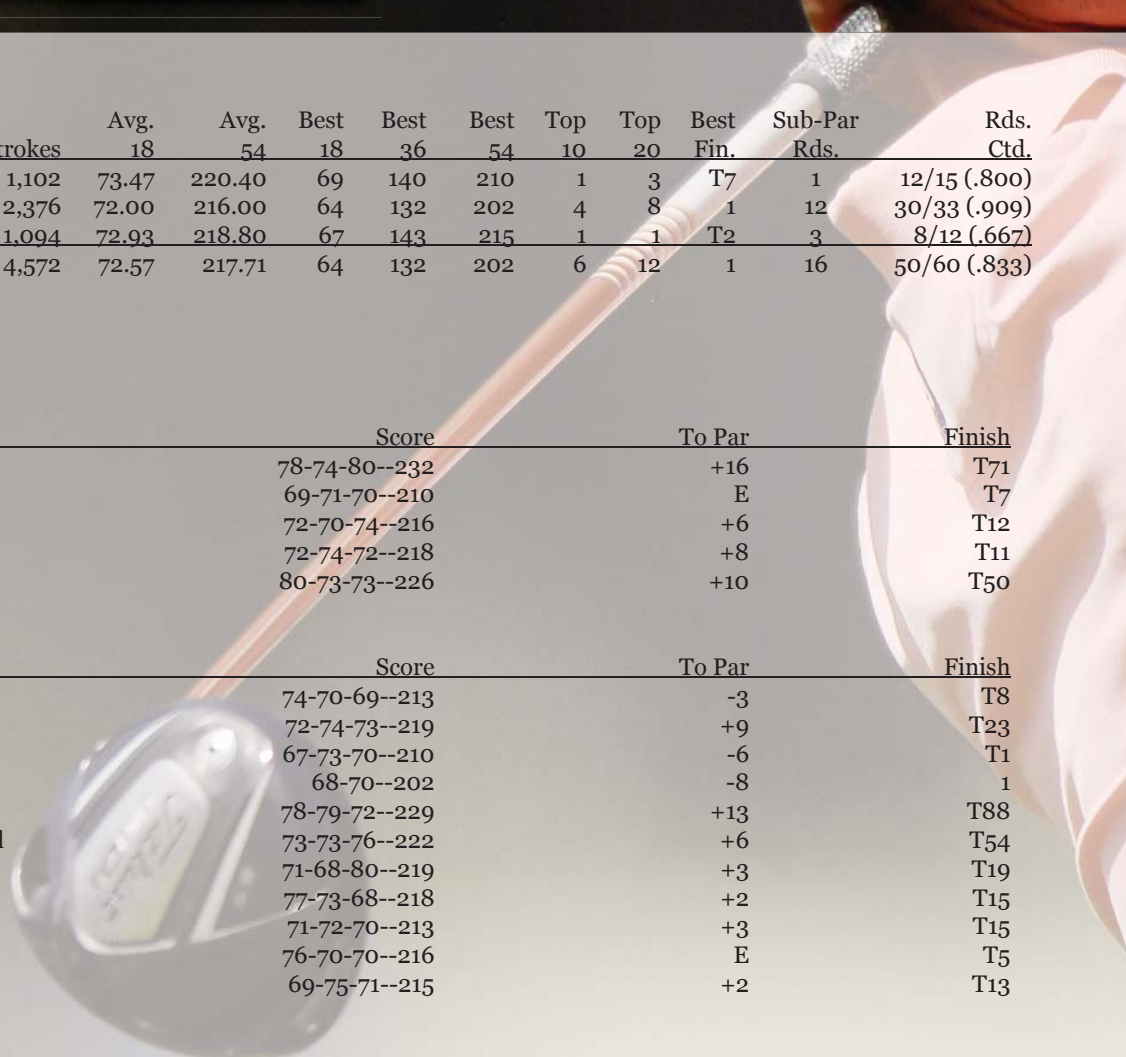 Avg. Avg. Best Best Best Top Top Best Sub-Par Rds.
trokes 18 54 18 36 54 10 20 Fin. Rds. Ctd.
1,102 73.47 220.40 69 140 210 1 3 T7 1 12/15 (.800)
2,376 72.00 216.00 64 132 202 4 8 1 12 30/33 (.909)
1,094 72.93 218.80 67 143 215 1 1 T2 3 8/12 (.667)
4,572 72.57 217.71 64 132 202 6 12 1 16 50/60 (.833)
Score To Par Finish
78-74-80--232 +16 T71
69-71-70--210 E T7
72-70-74--216 +6 T12
72-74-72--218 +8 T11
80-73-73--226 +10 T50
Score To Par Finish
74-70-69--213 -3 T8
72-74-73--219 +9 T23
67-73-70--210 -6 T1
68-70--202 -8 1
78-79-72--229 +13 T88
73-73-76--222 +6 T54
71-68-80--219 +3 T19
77-73-68--218 +2 T15
71-72-70--213 +3 T15
76-70-70--216 E T5
69-75-71--215 +2 T13